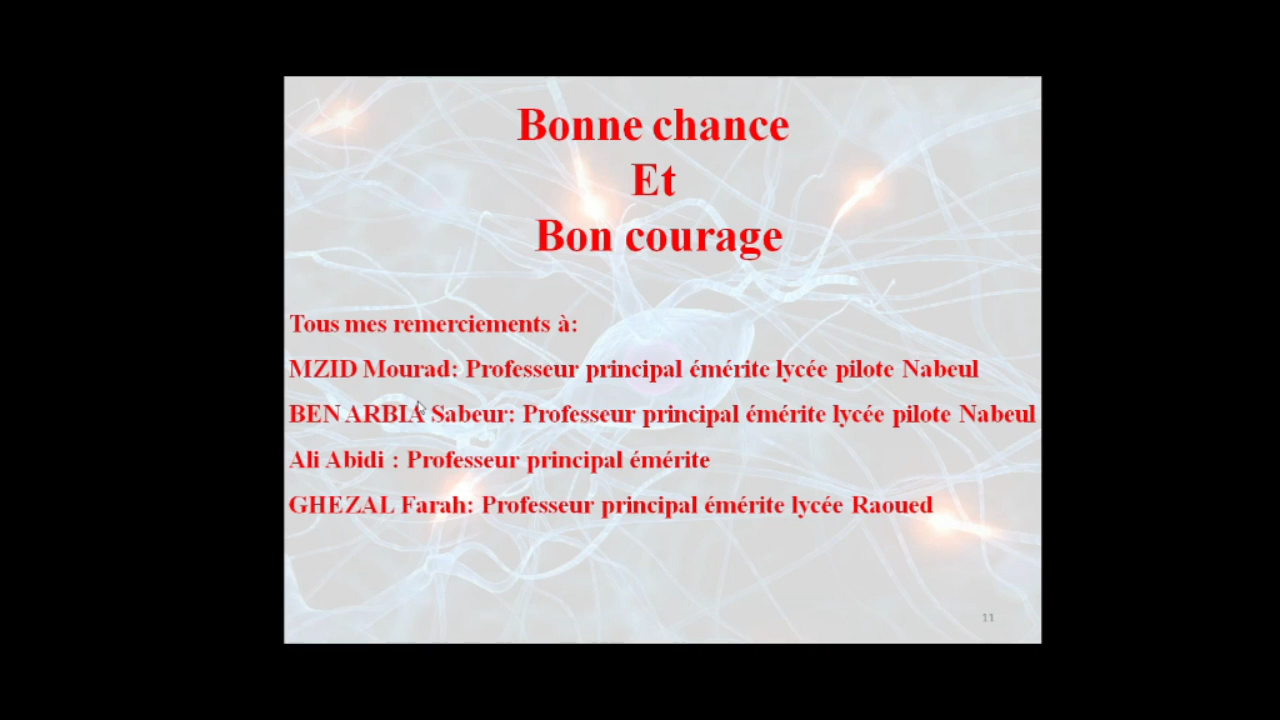 Bonne chance
Et
Bon courage
Tous mes remerciements à:
MZID Mourad: Professeur principal émérite lycée pilote Nabeul
BEN ARBIA Sabeur: Professeur principal émérite lycée pilote Nabeul
Ali Abidi : Professeur principal émérite
GHEZAL Farah: Professeur principal émérite lycée Raoued
11